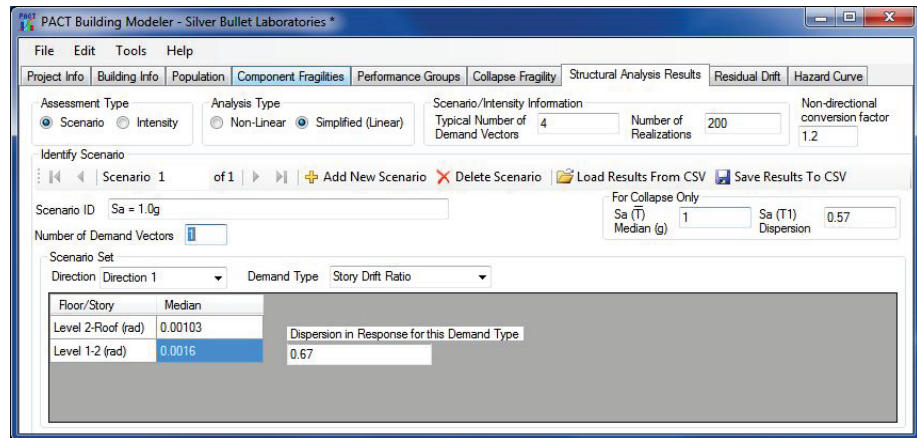 PACT Building Modeler - Silver Bullet Laboratories *
File Edit Tools Help
Project Info Building Info Population Component Fragilities Performance Groups Collapse Fragility Structural Analysis Results Residual Drift Hazard Curve
Assessment Type Analysis Type Scenario/Intensity Information Non-directional
Scenario Intensity Non-Linear Simplified (Linear) Typical Number of 4 Number of 200 conversion factor
Demand Vectors Realizations 1.2
Identify Scenario
Scenario 1 of 1 Add New Scenario Delete Scenario Load Results From CSV Save Results To CSV
For Collapse Only
Scenario ID Sa = 1.0g Sa (T̅) 1 Sa (T1) 0.57
Median (g) Dispersion
Number of Demand Vectors 1
Scenario Set
Direction Direction 1 Demand Type Story Drift Ratio
Floor/Story Median
Level 2-Roof (rad) 0.00103 Dispersion in Response for this Demand Type
Level 1-2 (rad) 0.0016 0.67